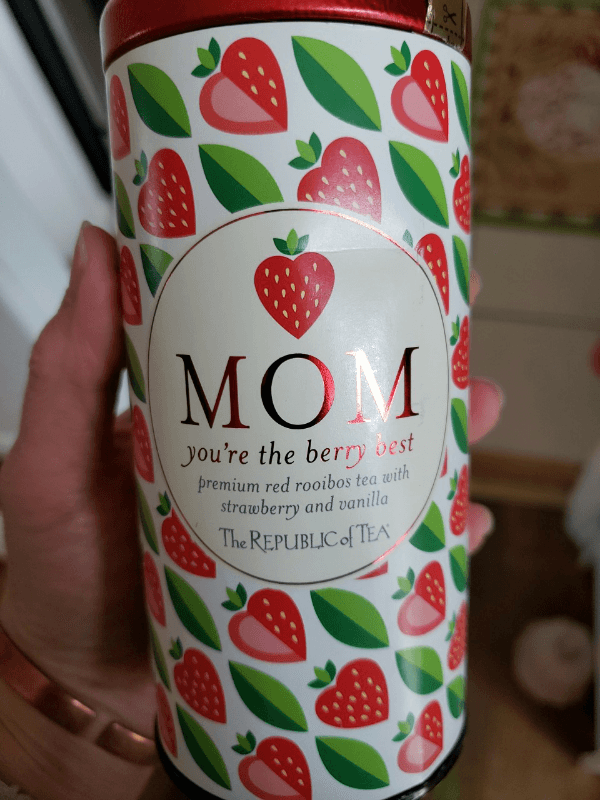 MOM
you're the berry best
premium red rooibos tea with
strawberry and vanilla
The REPUBLIC of TEA